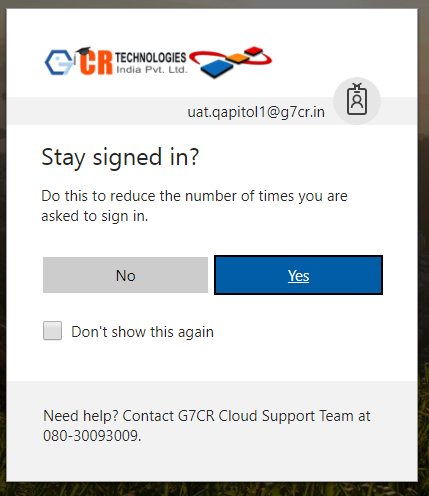 G7CR TECHNOLOGIES
India Pvt. Ltd.
uat.qapitol1@g7cr.in
Stay signed in?
Do this to reduce the number of times you are
asked to sign in.
No
Yes
Don't show this again
Need help? Contact G7CR Cloud Support Team at
080-30093009.